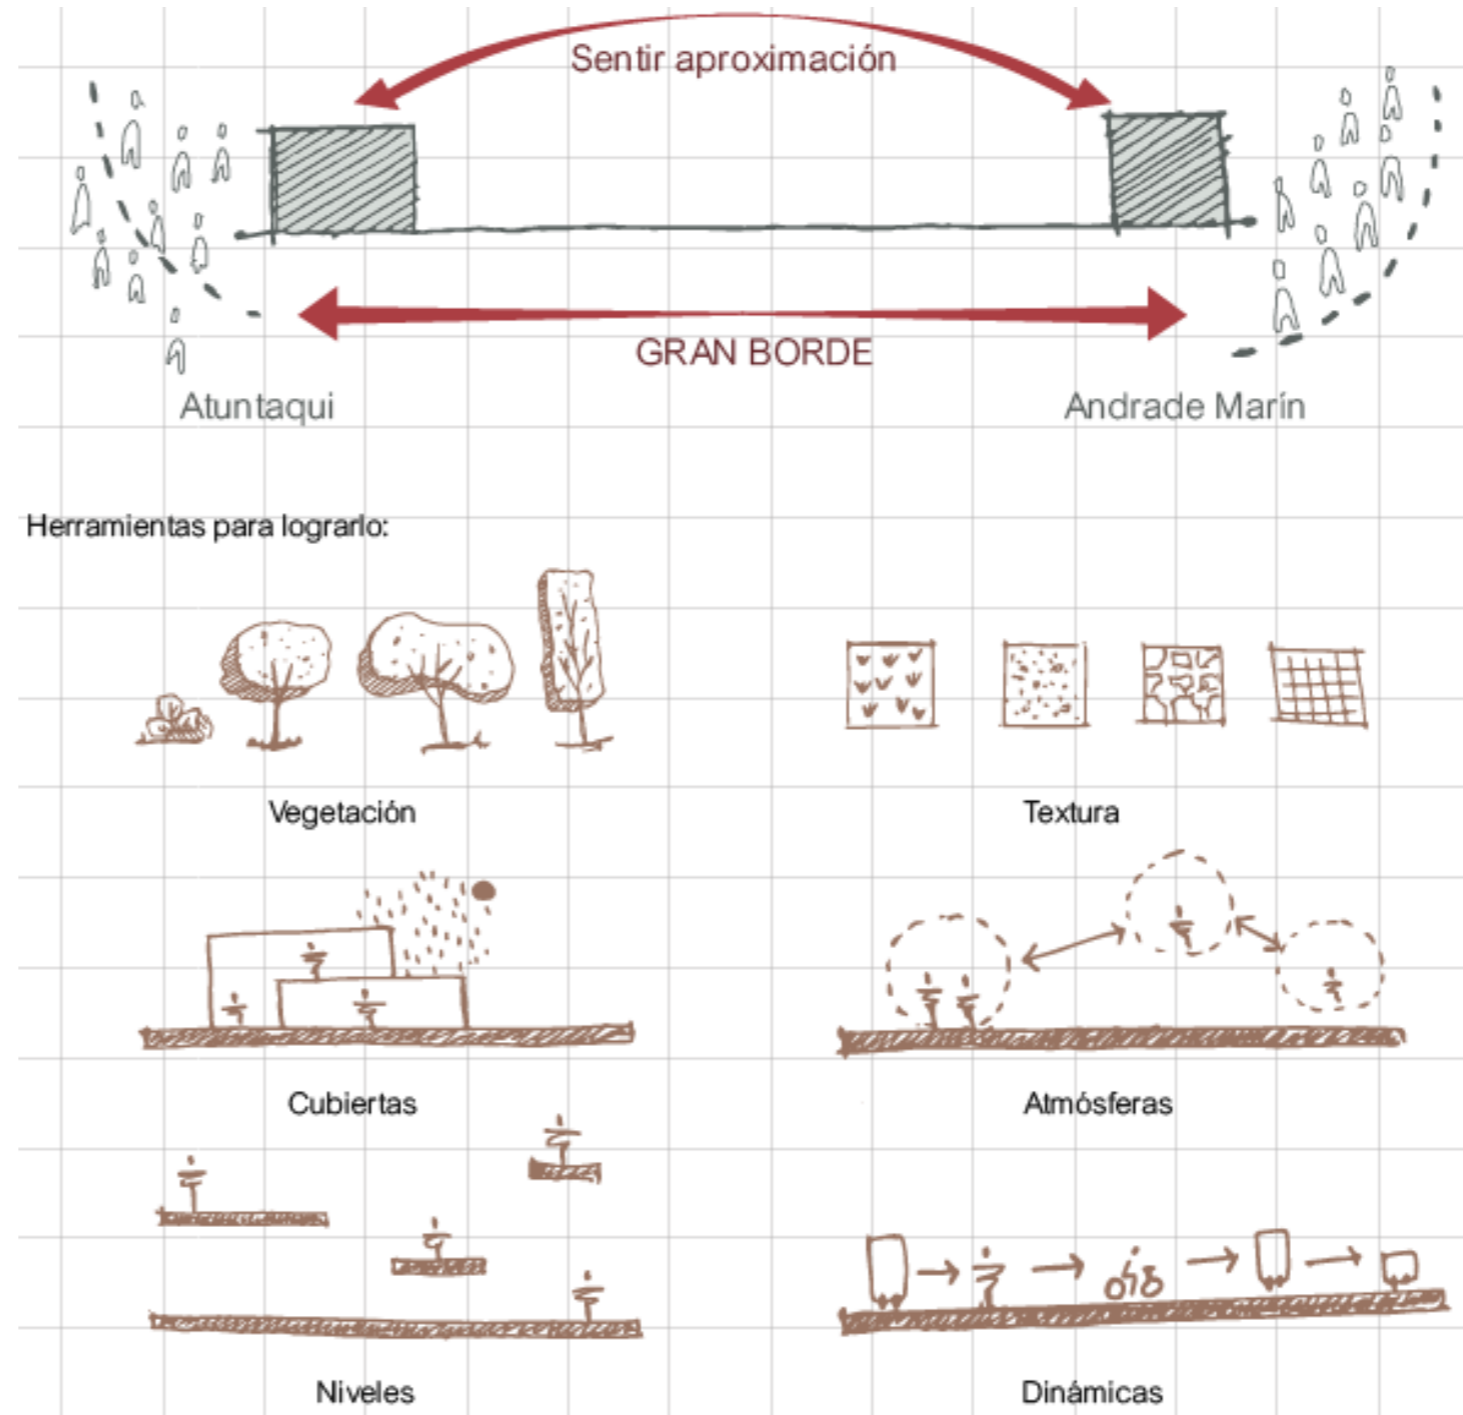 Sentir aproximación
GRAN BORDE
Atuntaqui
Andrade Marín
Herramientas para lograrlo:
Vegetación
Textura
Cubiertas
Atmósferas
Niveles
Dinámicas